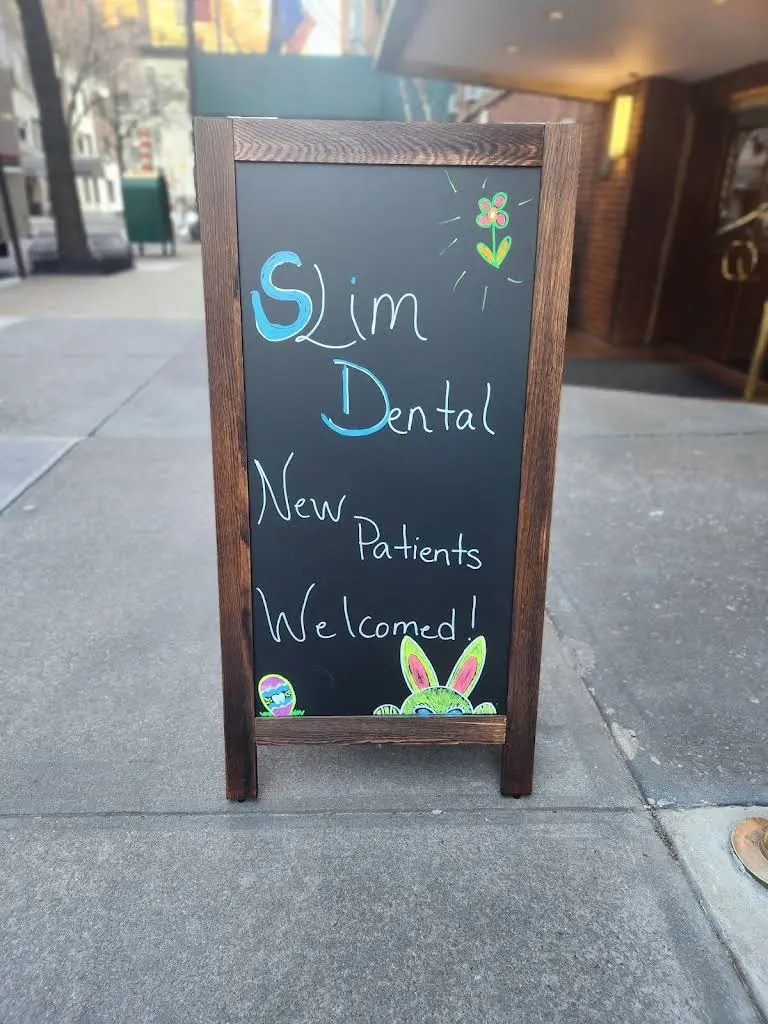 SLim
Dental
New
Patients
Welcomed!